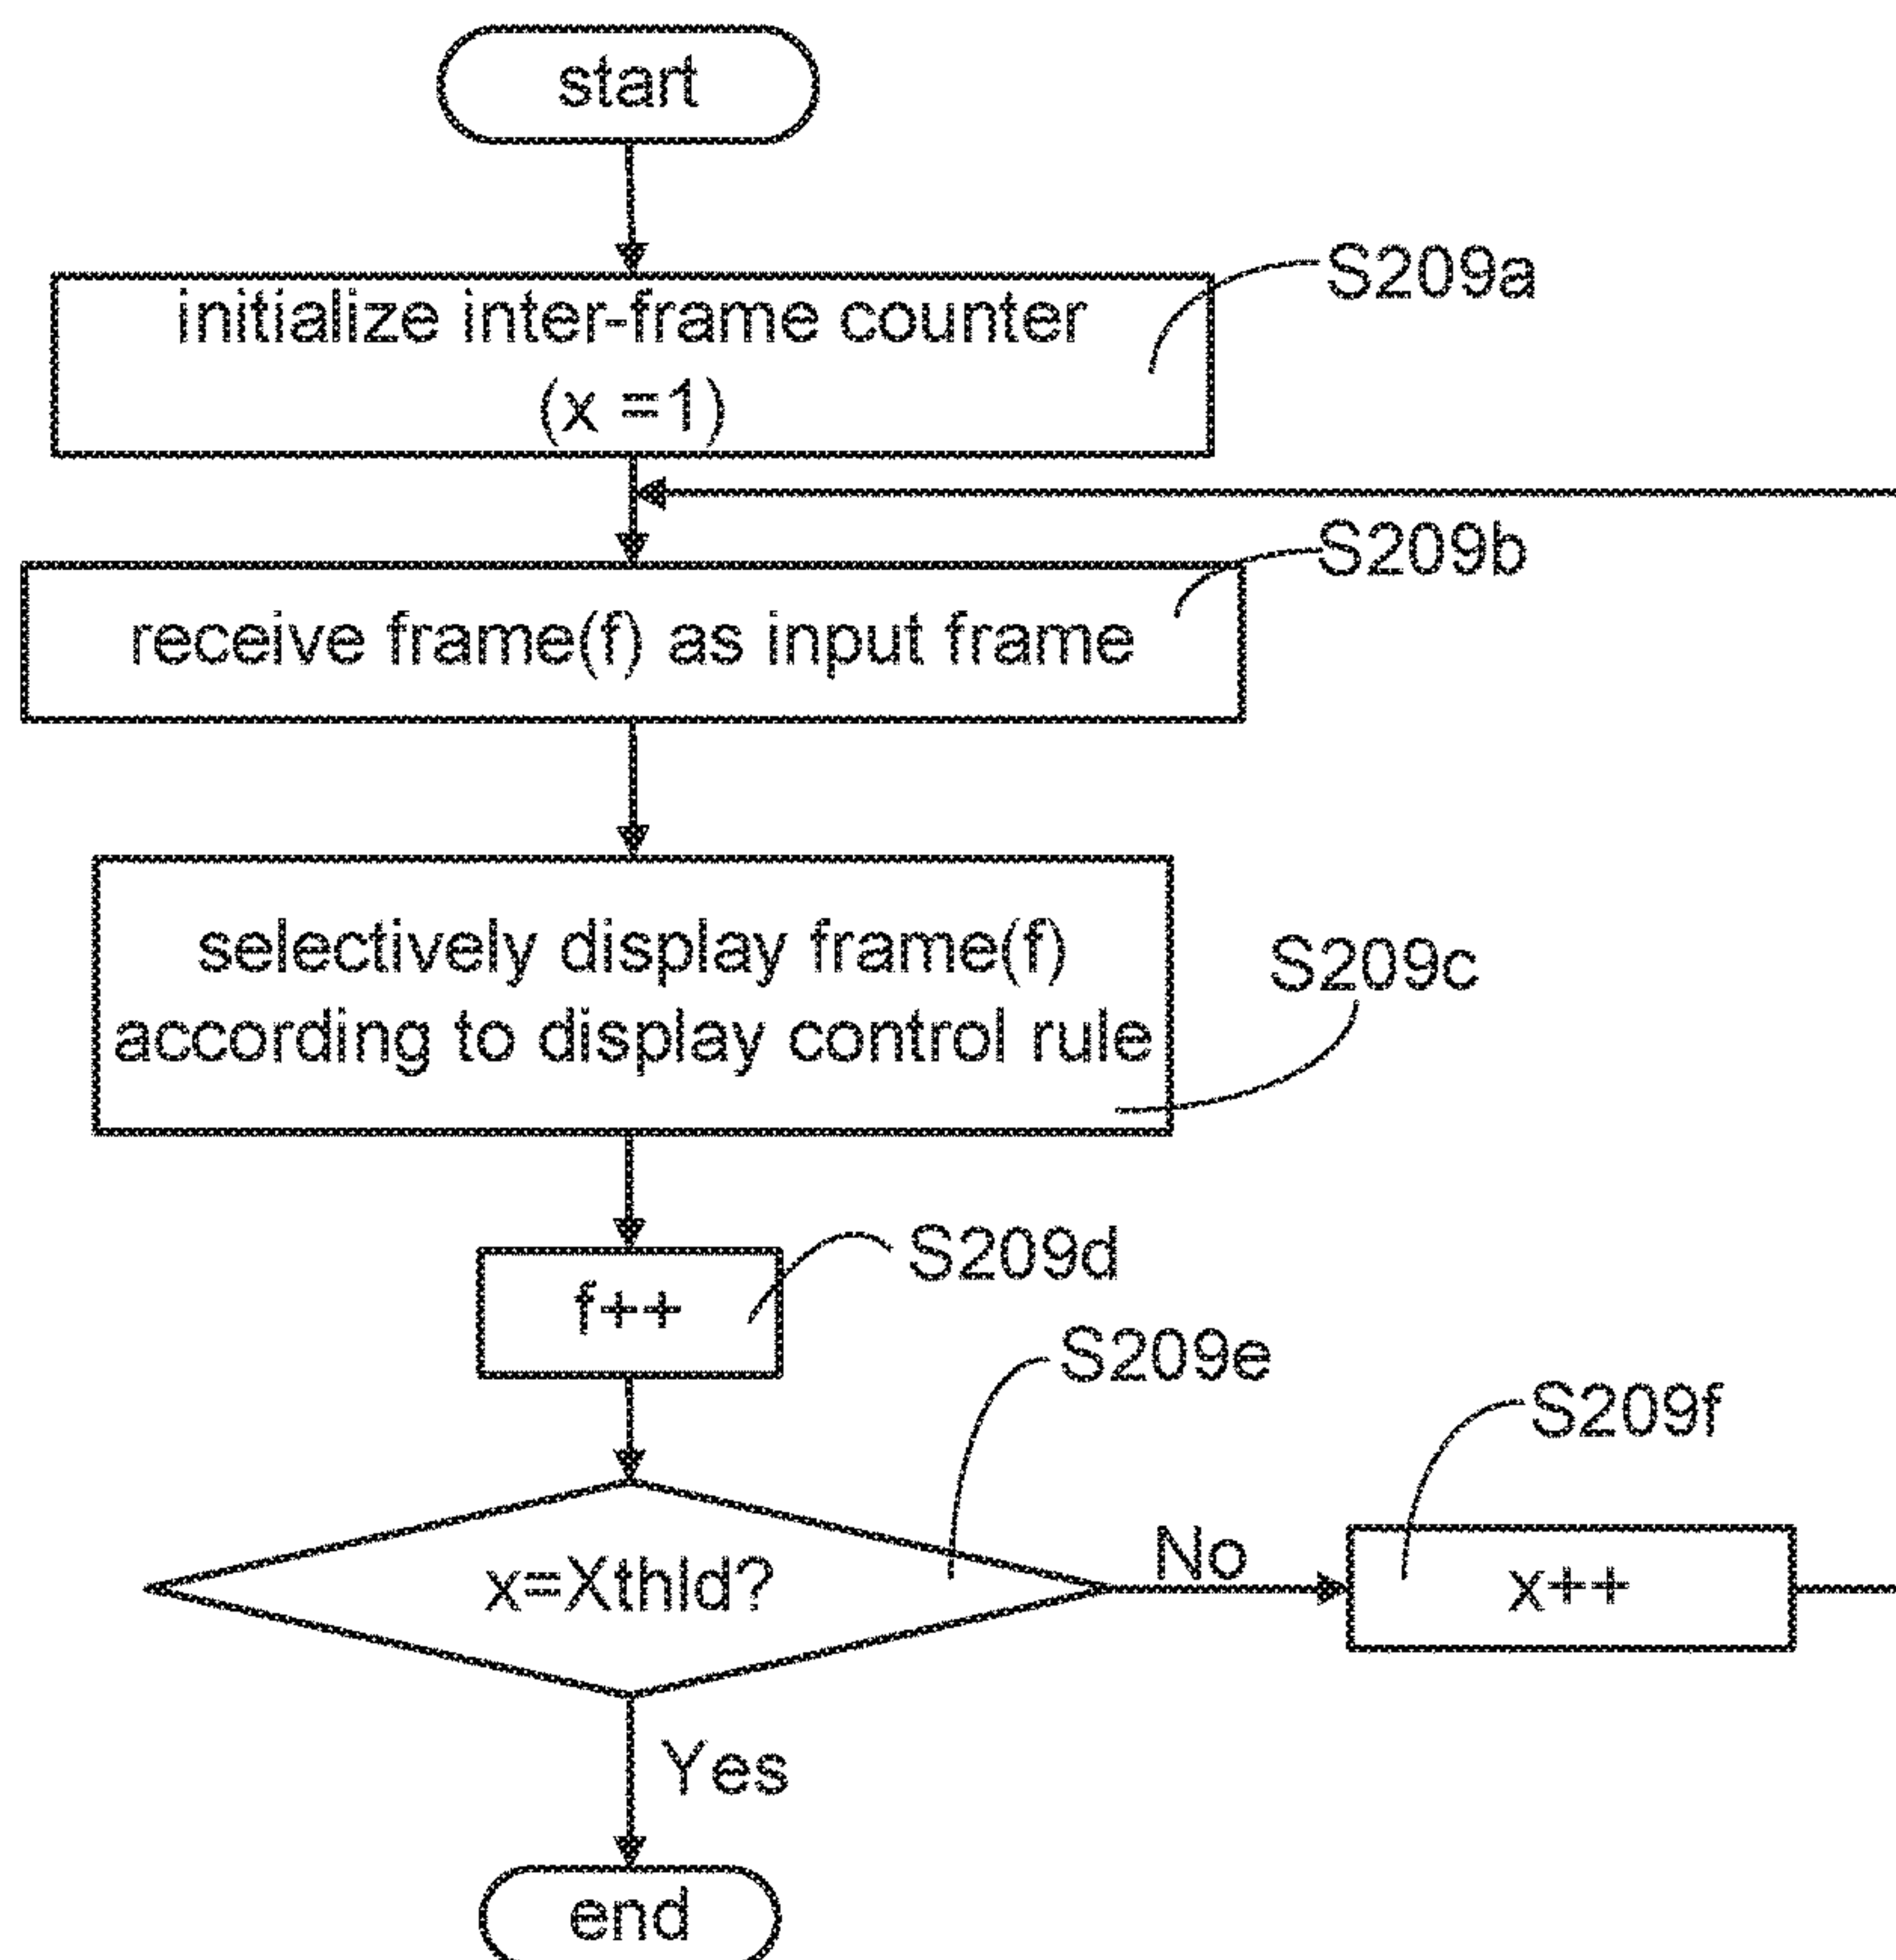 start
initialize inter-frame counter
(x =1)
S209a
S209b
receive frame(f) as input frame
selectively display frame(f)
according to display control rule
S209c
f++
S209d
S209e
S209f
x=Xthld?
No
x++
Yes
end